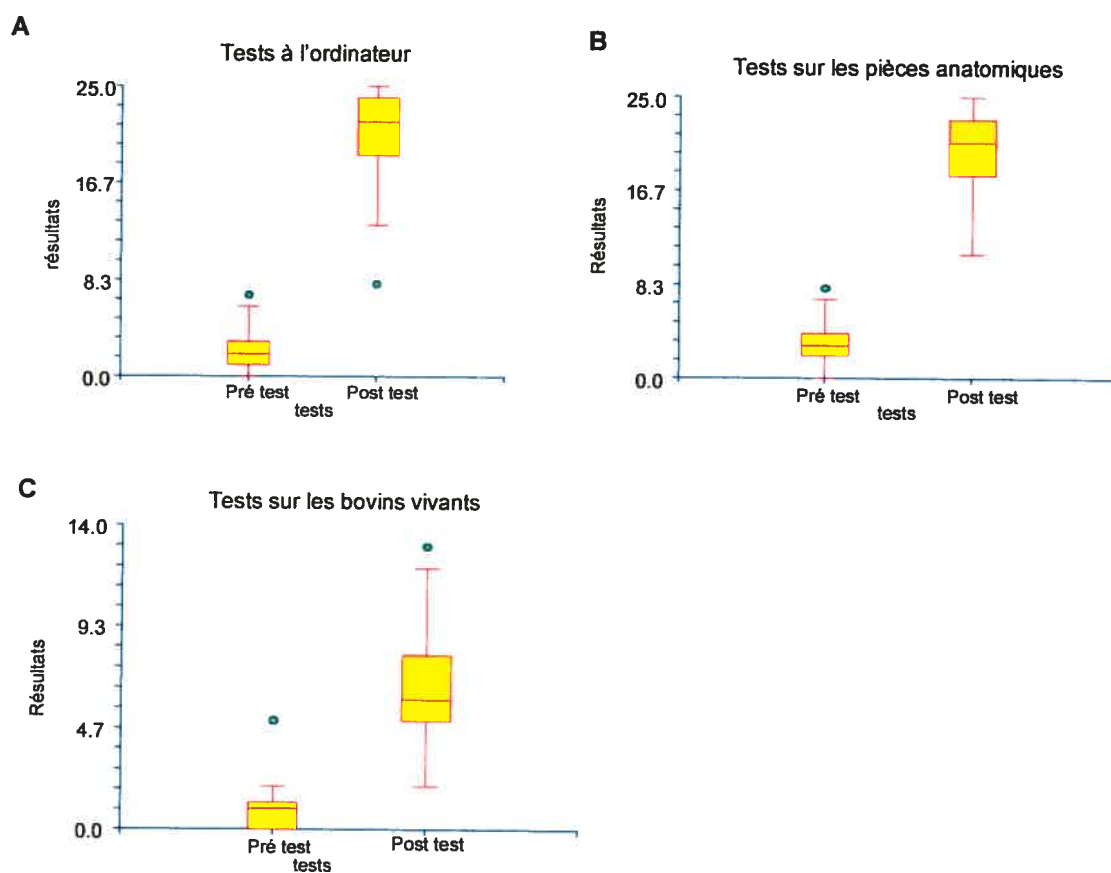 A
Tests à l'ordinateur
25.0
16.7
8.3
0.0
résultats
Pré test
Post test
tests
B
Tests sur les pièces anatomiques
25.0
16.7
8.3
0.0
Résultats
Pré test
Post test
tests
C
Tests sur les bovins vivants
14.0
9.3
4.7
0.0
Résultats
Pré test
Post test
tests